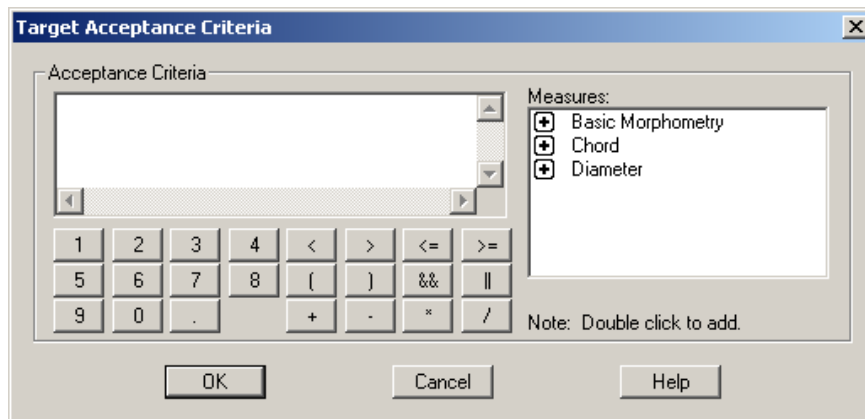 Target Acceptance Criteria
Acceptance Criteria
Measures:
Basic Morphometry
Chord
Diameter
1 2 3 4 < > <= >=
5 6 7 8 ( ) && ||
9 0 . + - * /
Note: Double click to add.
OK Cancel Help